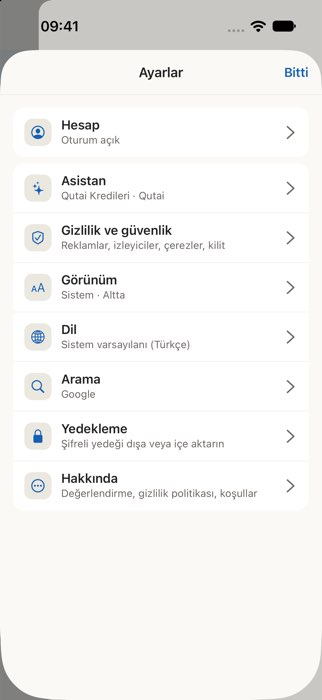 09:41
Ayarlar
Bitti
Hesap
Oturum açık
Asistan
Qutai Kredileri · Qutai
Gizlilik ve güvenlik
Reklamlar, izleyiciler, çerezler, kilit
AA
Görünüm
Sistem · Altta
Dil
Sistem varsayılanı (Türkçe)
Arama
Google
Yedekleme
Şifreli yedeği dışa veya içe aktarın
Hakkında
Değerlendirme, gizlilik politikası, koşullar